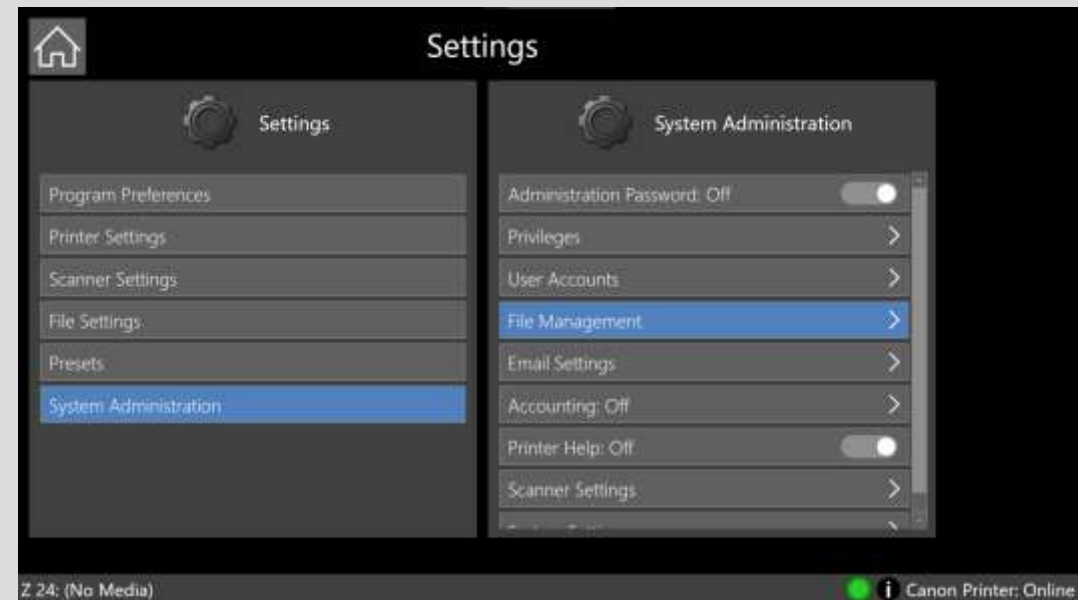 Settings
Settings
Program Preferences
Printer Settings
Scanner Settings
File Settings
Presets
System Administration
System Administration
Administration Password: Off
Privileges
User Accounts
File Management
Email Settings
Accounting: Off
Printer Help: Off
Scanner Settings
Z 24: (No Media)
i Canon Printer: Online